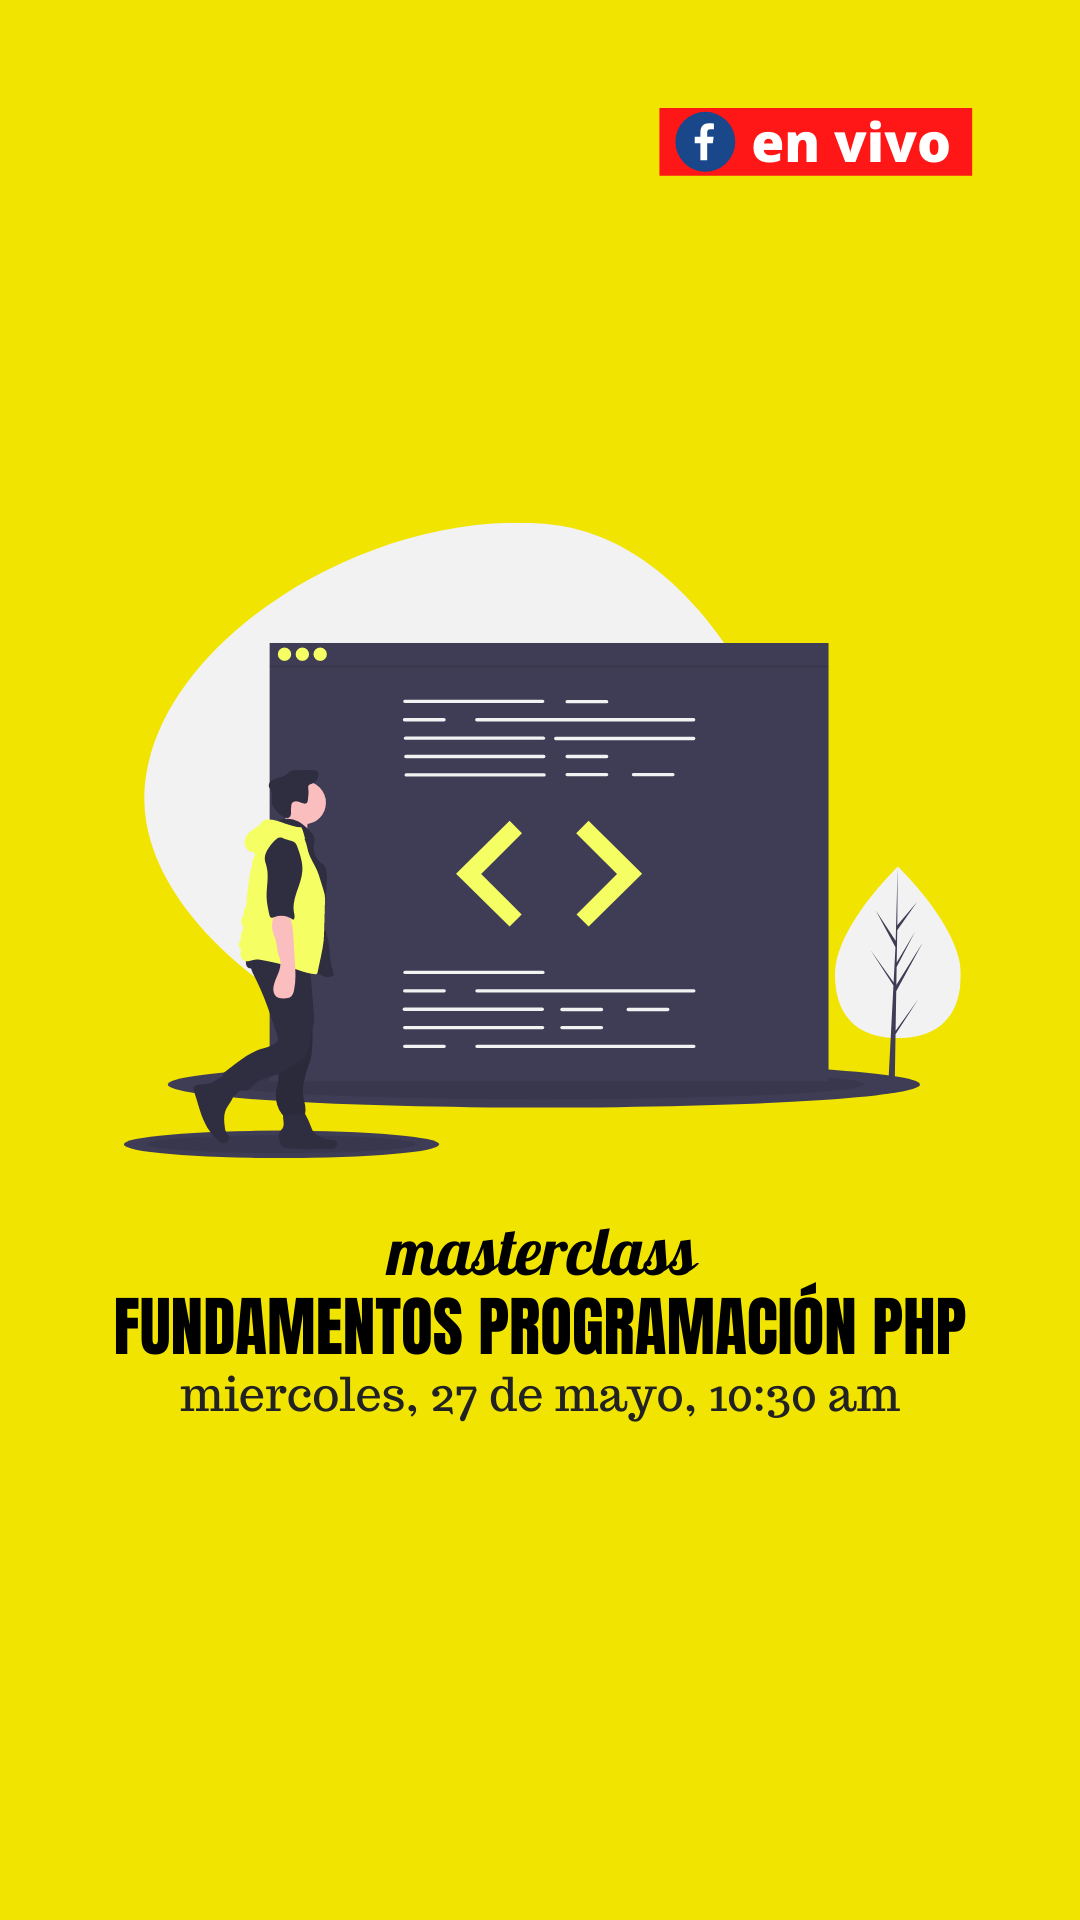 en vivo
masterclass
FUNDAMENTOS PROGRAMACIÓN PHP
miercoles, 27 de mayo, 10:30 am